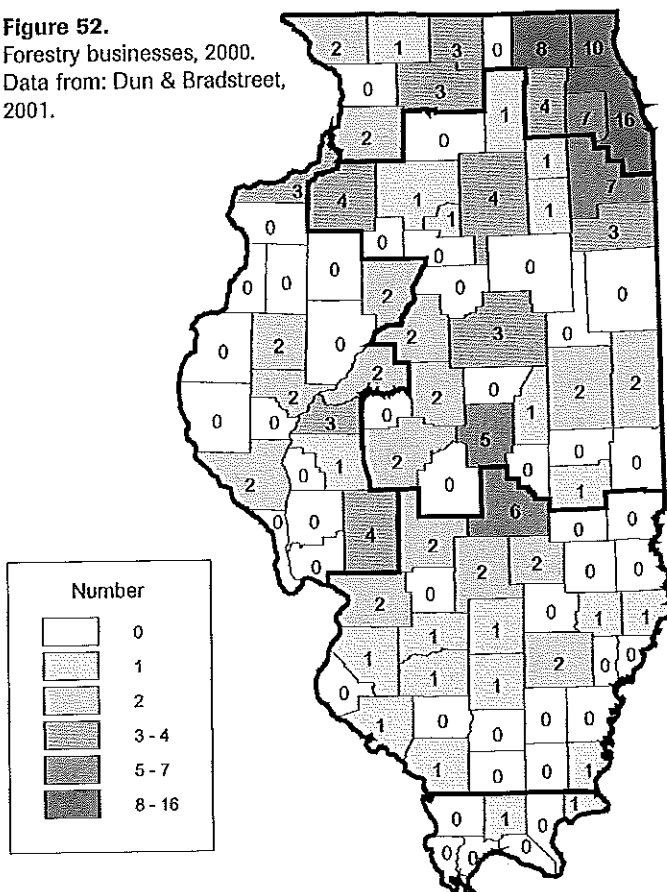 Figure 52.
Forestry businesses, 2000.
Data from: Dun & Bradstreet,
2001.
2 1 3 0 8 10
0 3
1 4 7 16
2 0
1
3 4 1 4 7
1 1
0 0 0 3
0 0
0 0 0 0 0
2 0
2 3 0
0 2 0
2
2 0 2 2
2 1
0 0 3 0
5
2 0 0
0 1 0
2 0 1
6
0 0 4 0 0
2
0 2 2 0 0
0
2 0 1 1
1 1
1 1 2 0 0
1
0
1 0 0 0 0
1 0 0 1
1
0 1 0
0 0 0
Number
0
1
2
3 - 4
5 - 7
8 - 16